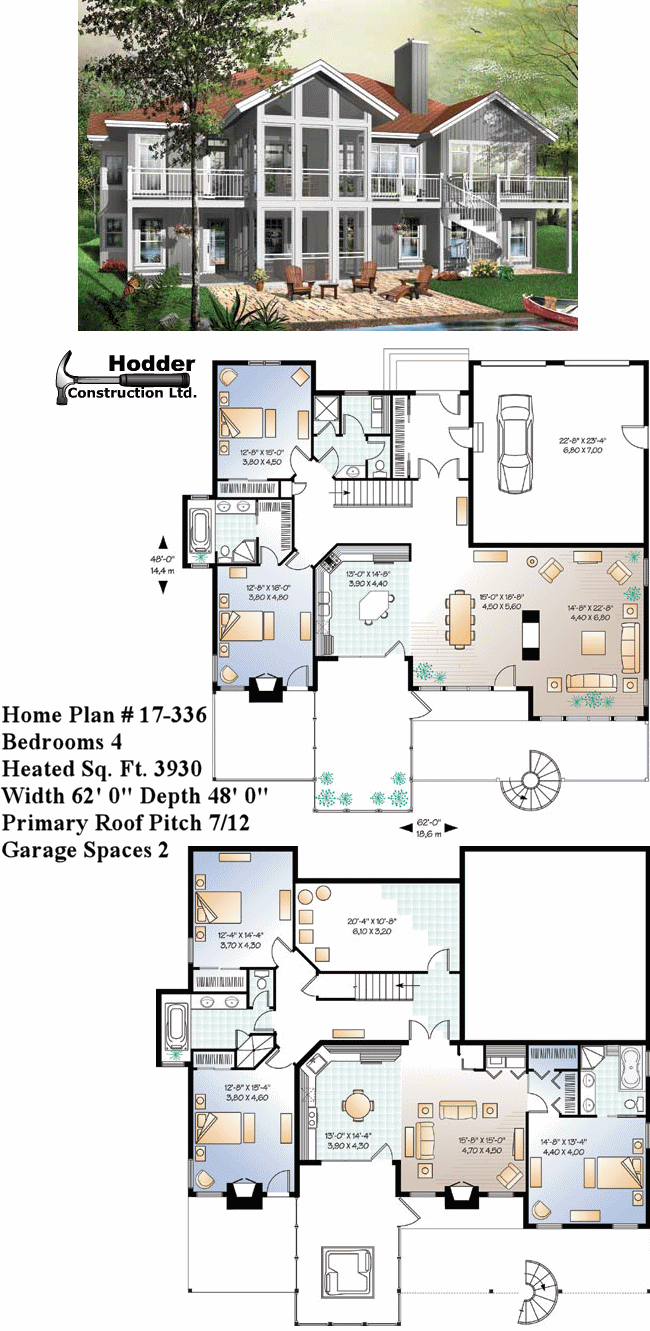 Hodder
Construction Ltd.
12'-8" X 15'-0"
3,80 X 4,50
22'-8" X 23'-4"
6,80 X 7,00
48'-0"
14,4 m
12'-8" X 16'-0"
3,80 X 4,80
13'-0" X 14'-8"
3,90 X 4,40
15'-0" X 18'-8"
4,50 X 5,60
14'-8" X 22'-8"
4,40 X 6,80
Home Plan # 17-336
Bedrooms 4
Heated Sq. Ft. 3930
Width 62' 0" Depth 48' 0"
Primary Roof Pitch 7/12
Garage Spaces 2
62'-0"
18,6 m
12'-4" X 14'-4"
3,70 X 4,30
20'-4" X 10'-8"
6,10 X 3,20
12'-8" X 15'-4"
3,80 X 4,60
13'-0" X 14'-4"
3,90 X 4,30
15'-8" X 15'-0"
4,70 X 4,50
14'-8" X 13'-4"
4,40 X 4,00